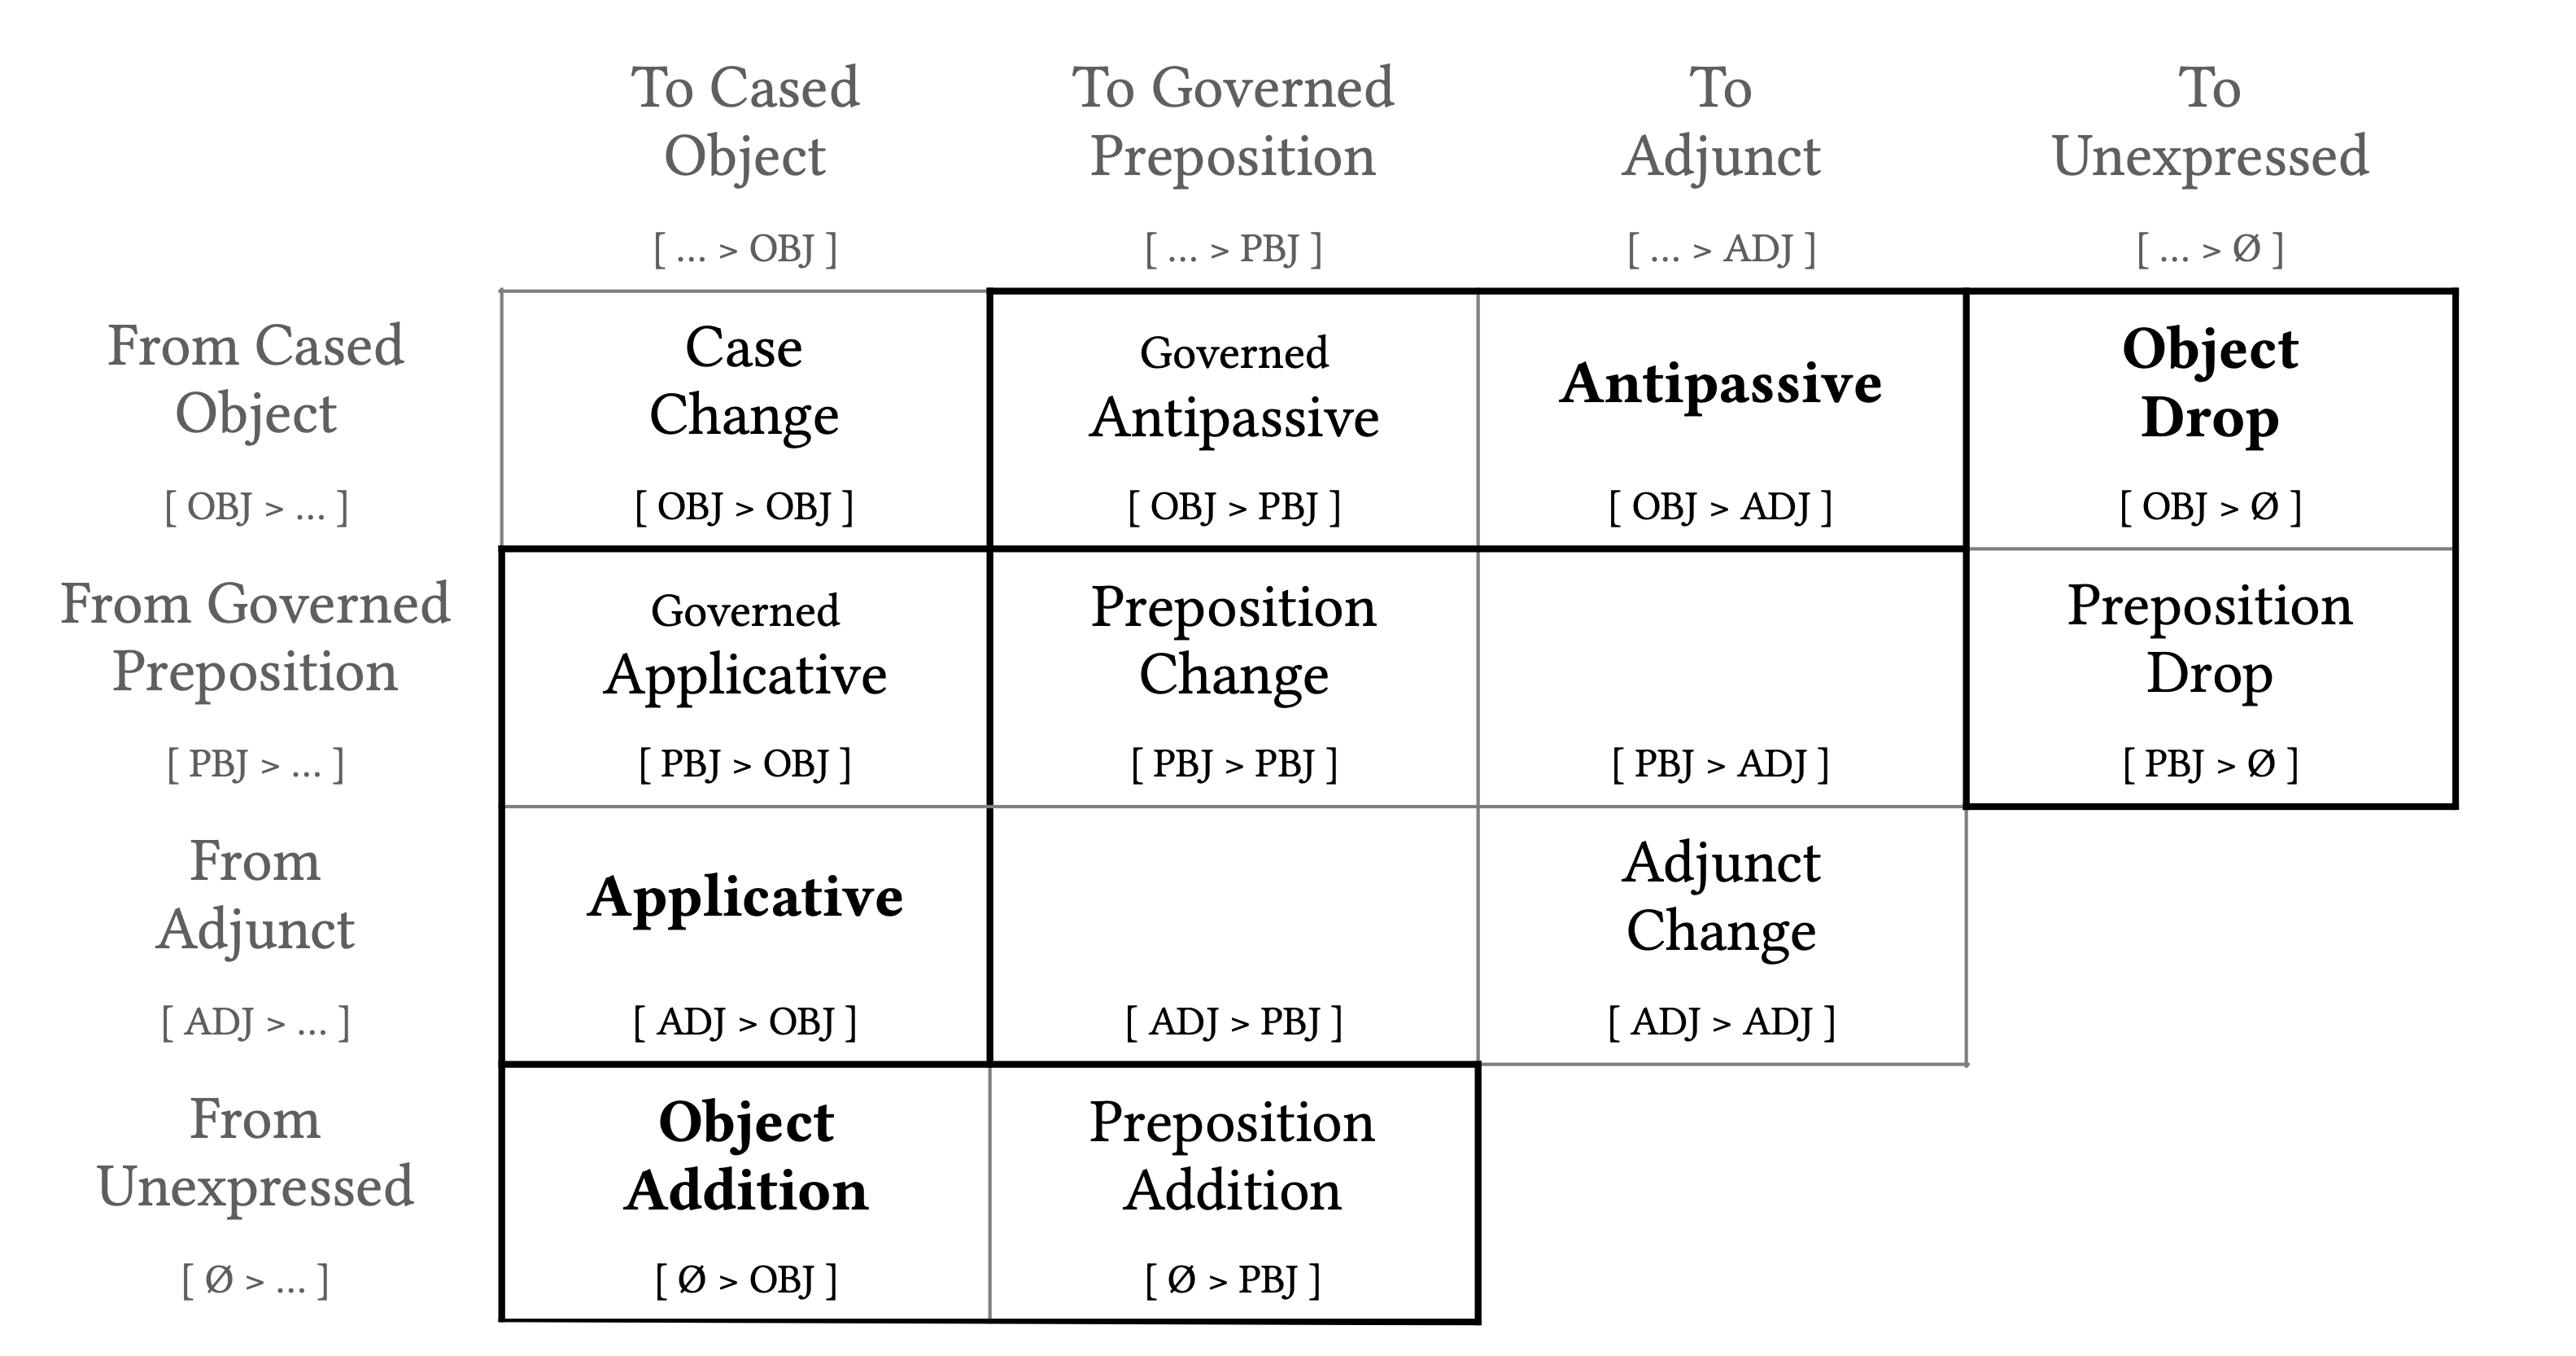 To Cased
Object
[ ... > OBJ ]
To Governed
Preposition
[ ... > PBJ ]
To
Adjunct
[ ... > ADJ ]
To
Unexpressed
[ ... > Ø ]
From Cased
Object
[ OBJ > ... ]
Case
Change
[ OBJ > OBJ ]
Governed
Antipassive
[ OBJ > PBJ ]
Antipassive
[ OBJ > ADJ ]
Object
Drop
[ OBJ > Ø ]
From Governed
Preposition
[ PBJ > ... ]
Governed
Applicative
[ PBJ > OBJ ]
Preposition
Change
[ PBJ > PBJ ]
[ PBJ > ADJ ]
Preposition
Drop
[ PBJ > Ø ]
From
Adjunct
[ ADJ > ... ]
Applicative
[ ADJ > OBJ ]
[ ADJ > PBJ ]
Adjunct
Change
[ ADJ > ADJ ]
From
Unexpressed
[ Ø > ... ]
Object
Addition
[ Ø > OBJ ]
Preposition
Addition
[ Ø > PBJ ]